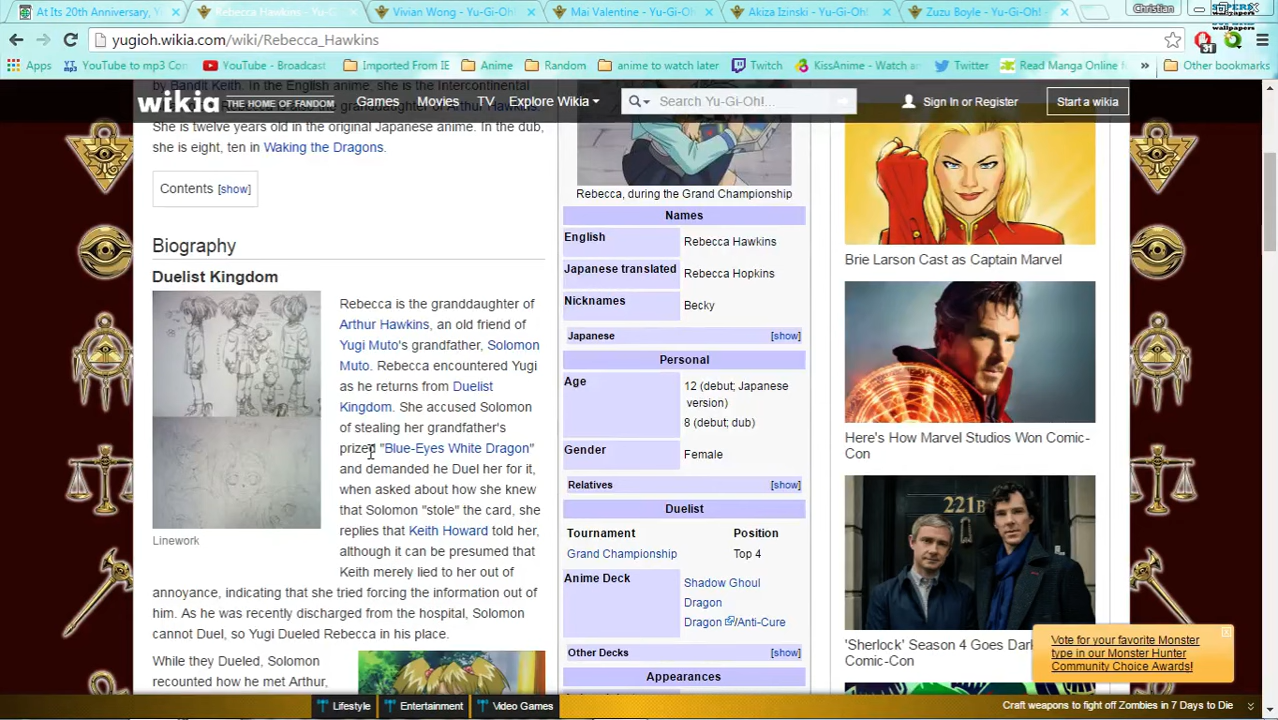 At Its 20th Anniversary, Y
Rebecca Hawkins - Yu-G
Vivian Wong - Yu-Gi-Oh!
Mai Valentine - Yu-Gi-Oh
Akiza Izinski - Yu-Gi-Oh!
Zuzu Boyle - Yu-Gi-Oh! -
Christian
yugioh.wikia.com/wiki/Rebecca_Hawkins
31
wallpapers
Apps
YouTube to mp3 Com
YouTube - Broadcast
Imported From IE
Anime
Random
anime to watch later
Twitch
KissAnime - Watch an
Twitter
Read Manga Online
»
Other bookmarks
by Bandit Keith. In the English anime, she is the Intercontinental
wikia
THE HOME OF FANDOM
Games
Movies
TV
Explore Wikia
Search Yu-Gi-Oh!...
Sign In or Register
Start a wikia
She is twelve years old in the original Japanese anime. In the dub,
she is eight, ten in Waking the Dragons.
Contents [show]
Biography
Duelist Kingdom
Rebecca is the granddaughter of
Arthur Hawkins, an old friend of
Yugi Muto's grandfather, Solomon
Muto. Rebecca encountered Yugi
as he returns from Duelist
Kingdom. She accused Solomon
of stealing her grandfather's
prized "Blue-Eyes White Dragon"
and demanded he Duel her for it,
when asked about how she knew
that Solomon "stole" the card, she
replies that Keith Howard told her,
although it can be presumed that
Keith merely lied to her out of
Linework
annoyance, indicating that she tried forcing the information out of
him. As he was recently discharged from the hospital, Solomon
cannot Duel, so Yugi Dueled Rebecca in his place.
While they Dueled, Solomon
recounted how he met Arthur,
Rebecca, during the Grand Championship
Names
English
Rebecca Hawkins
Japanese translated
Rebecca Hopkins
Nicknames
Becky
Japanese
[show]
Personal
Age
12 (debut; Japanese
version)
8 (debut; dub)
Gender
Female
Relatives
[show]
Duelist
Tournament
Position
Grand Championship
Top 4
Anime Deck
Shadow Ghoul
Dragon
Dragon /Anti-Cure
Other Decks
[show]
Appearances
Brie Larson Cast as Captain Marvel
Here's How Marvel Studios Won Comic-
Con
221B
'Sherlock' Season 4 Goes Dar
Comic-Con
Vote for your favorite Monster
type in our Monster Hunter
Community Choice Awards!
Lifestyle
Entertainment
Video Games
Craft weapons to fight off Zombies in 7 Days to Die